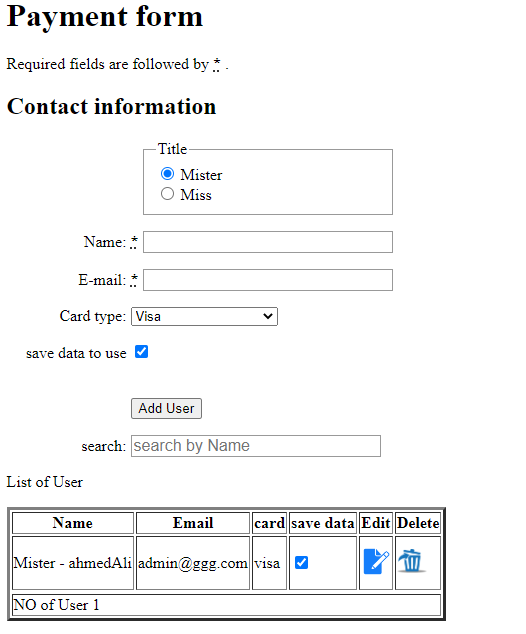 Payment form
Required fields are followed by * .
Contact information
Title
Mister
Miss
Name: *
E-mail: *
Card type: Visa
save data to use
Add User
search: search by Name
List of User
Name Email card save data Edit Delete
Mister - ahmedAli admin@ggg.com visa
NO of User 1